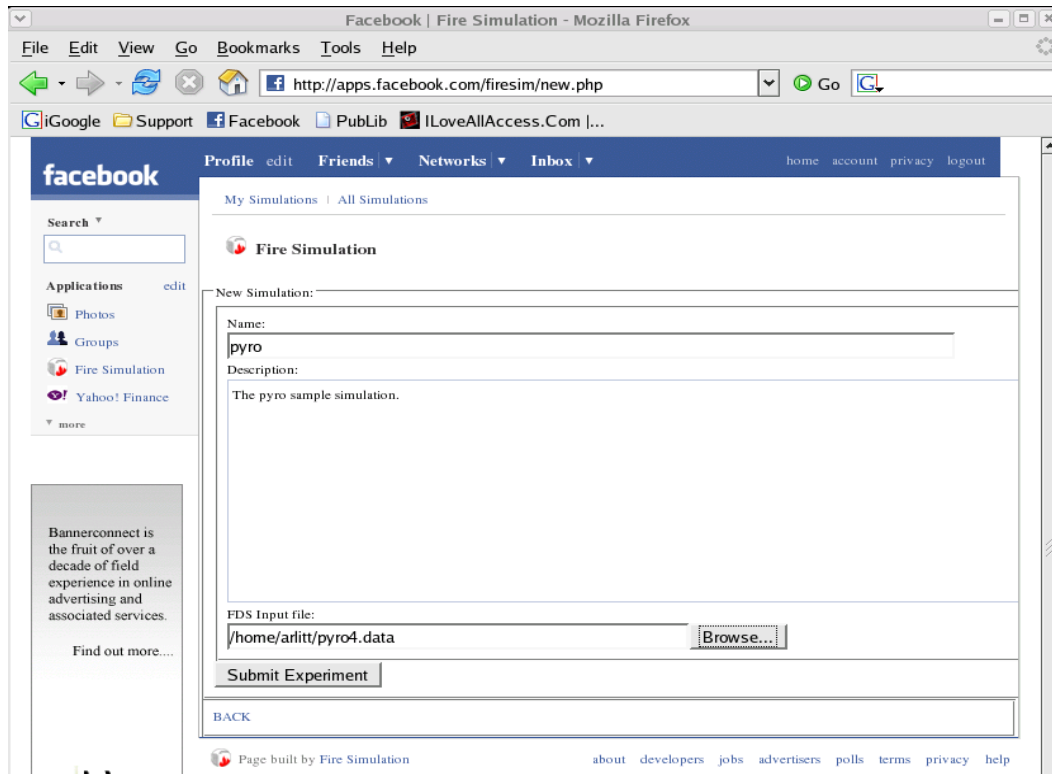 Facebook | Fire Simulation - Mozilla Firefox
File Edit View Go Bookmarks Tools Help
http://apps.facebook.com/firesim/new.php Go G
G iGoogle Support Facebook PubLib ILoveAllAccess.Com |...
facebook
Profile edit Friends Networks Inbox home account privacy logout
My Simulations | All Simulations
Search
Fire Simulation
Applications edit
Photos
Groups
Fire Simulation
Yahoo! Finance
more
New Simulation:
Name:
pyro
Description:
The pyro sample simulation.
FDS Input file:
/home/arlitt/pyro4.data Browse...
Submit Experiment
BACK
Bannerconnect is
the fruit of over a
decade of field
experience in online
advertising and
associated services.
Find out more....
Page built by Fire Simulation about developers jobs advertisers polls terms privacy help